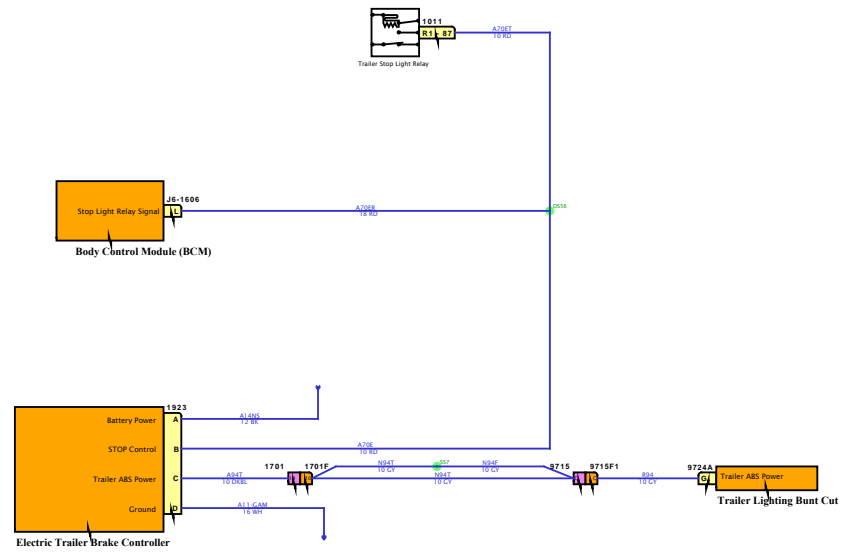 1011
A70ET
10 RD
R1 - 87
Trailer Stop Light Relay
J6-1606
Stop Light Relay Signal
L
A70ER
18 RD
DS56
Body Control Module (BCM)
1923
Battery Power
A
A14NS
12 BK
STOP Control
B
A70E
10 RD
1701
1701F
N94T
10 GY
S57
N94F
10 GY
9715
9715F1
9724A
Trailer ABS Power
C
A94T
10 DKBL
N94T
10 GY
R94
10 GY
G
Trailer ABS Power
Trailer Lighting Bunt Cut
Ground
D
A11-GAM
16 WH
Electric Trailer Brake Controller